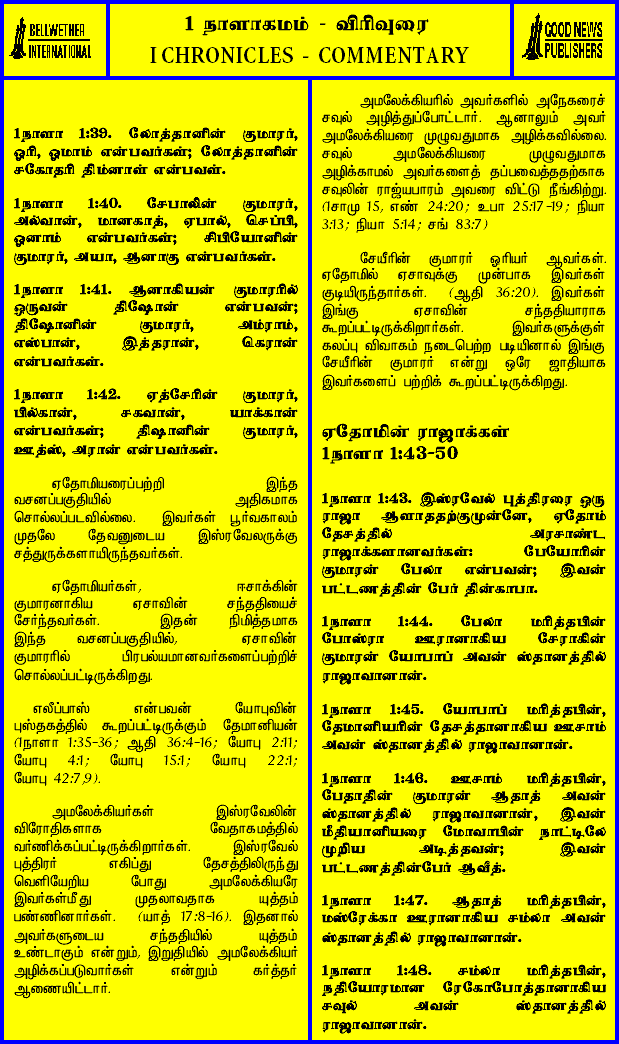 BELLWETHER
INTERNATIONAL
1 நாளாகமம் - விரிவுரை
I CHRONICLES - COMMENTARY
GOOD NEWS
PUBLISHERS
1நாளா 1:39. லோத்தானின் குமாரர்,
ஓரி, ஓமாம் என்பவர்கள்; லோத்தானின்
சகோதரி திம்னாள் என்பவள்.
1நாளா 1:40. சேபாலின் குமாரர்,
அல்வான், மானகாத், ஏபால், செப்பி,
ஓனாம் என்பவர்கள்; சிபியோனின்
குமாரர், அயா, ஆனாகு என்பவர்கள்.
1நாளா 1:41. ஆனாகியன் குமாரரில்
ஒருவன் திஷோன் என்பவன்;
திஷோனின் குமாரர், அம்ராம்,
எஸ்பான், இத்தரான், கெரான்
என்பவர்கள்.
1நாளா 1:42. ஏத்சேரின் குமாரர்,
பில்கான், சகவான், யாக்கான்
என்பவர்கள்; திஷானின் குமாரர்,
ஊத்ஸ், அரான் என்பவர்கள்.
ஏதோமியரைப்பற்றி இந்த
வசனப்பகுதியில் அதிகமாக
சொல்லப்படவில்லை. இவர்கள் பூர்வகாலம்
முதலே தேவனுடைய இஸ்ரவேலருக்கு
சத்துருக்களாயிருந்தவர்கள்.
ஏதோமியர்கள், ஈசாக்கின்
குமாரனாகிய ஏசாவின் சந்ததியைச்
சேர்ந்தவர்கள். இதன் நிமித்தமாக
இந்த வசனப்பகுதியில், ஏசாவின்
குமாரரில் பிரபல்யமானவர்களைப்பற்றிச்
சொல்லப்பட்டிருக்கிறது.
எலீப்பாஸ் என்பவன் யோபுவின்
புஸ்தகத்தில் கூறப்பட்டிருக்கும் தேமானியன்
(1நாளா 1:35-36; ஆதி 36:4-16; யோபு 2:11;
யோபு 4:1; யோபு 15:1; யோபு 22:1;
யோபு 42:7,9).
அமலேக்கியர்கள் இஸ்ரவேலின்
விரோதிகளாக வேதாகமத்தில்
வர்ணிக்கப்பட்டிருக்கிறார்கள். இஸ்ரவேல்
புத்திரர் எகிப்து தேசத்திலிருந்து
வெளியேறிய போது அமலேக்கியரே
இவர்கள்மீது முதலாவதாக யுத்தம்
பண்ணினார்கள். (யாத் 17:8-16). இதனால்
அவர்களுடைய சந்ததியில் யுத்தம்
உண்டாகும் என்றும், இறுதியில் அமலேக்கியர்
அழிக்கப்படுவார்கள் என்றும் கர்த்தர்
ஆணையிட்டார்.
அமலேக்கியரில் அவர்களில் அநேகரைச்
சவுல் அழித்துப்போட்டார். ஆனாலும் அவர்
அமலேக்கியரை முழுவதுமாக அழிக்கவில்லை.
சவுல் அமலேக்கியரை முழுவதுமாக
அழிக்காமல் அவர்களைத் தப்பவைத்ததற்காக
சவுலின் ராஜ்யபாரம் அவரை விட்டு நீங்கிற்று.
(1சாமு 15, எண் 24:20; உபா 25:17-19; நியா
3:13; நியா 5:14; சங் 83:7)
சேயீரின் குமாரர் ஓரியர் ஆவர்கள்.
ஏதோமில் ஏசாவுக்கு முன்பாக இவர்கள்
குடியிருந்தார்கள். (ஆதி 36:20). இவர்கள்
இங்கு ஏசாவின் சந்ததியாராக
கூறப்பட்டிருக்கிறார்கள். இவர்களுக்குள்
கலப்பு விவாகம் நடைபெற்ற படியினால் இங்கு
சேயீரின் குமாரர் என்று ஒரே ஜாதியாக
இவர்களைப் பற்றிக் கூறப்பட்டிருக்கிறது.
ஏதோமின் ராஜாக்கள்
1நாளா 1:43-50
1நாளா 1:43. இஸ்ரவேல் புத்திரரை ஒரு
ராஜா ஆளாததற்குமுன்னே, ஏதோம்
தேசத்தில் அரசாண்ட
ராஜாக்களானவர்கள்: பேயோரின்
குமாரன் பேலா என்பவன்; இவன்
பட்டணத்தின் பேர் தின்காபா.
1நாளா 1:44. பேலா மரித்தபின்
போஸ்ரா ஊரானாகிய சேராகின்
குமாரன் யோபாப் அவன் ஸ்தானத்தில்
ராஜாவானான்.
1நாளா 1:45. யோபாப் மரித்தபின்,
தேமானியரின் தேசத்தானாகிய ஊசாம்
அவன் ஸ்தானத்தில் ராஜாவானான்.
1நாளா 1:46. ஊசாம் மரித்தபின்,
பேதாதின் குமாரன் ஆதாத் அவன்
ஸ்தானத்தில் ராஜாவானான், இவன்
மீதியானியரை மோவாபின் நாட்டிலே
முறிய அடித்தவன்; இவன்
பட்டணத்தின்பேர் ஆவீத்.
1நாளா 1:47. ஆதாத் மரித்தபின்,
மஸ்ரேக்கா ஊரானாகிய சம்லா அவன்
ஸ்தானத்தில் ராஜாவானான்.
1நாளா 1:48. சம்லா மரித்தபின்,
நதியோரமான ரேகோபோத்தானாகிய
சவுல் அவன் ஸ்தானத்தில்
ராஜாவானான்.